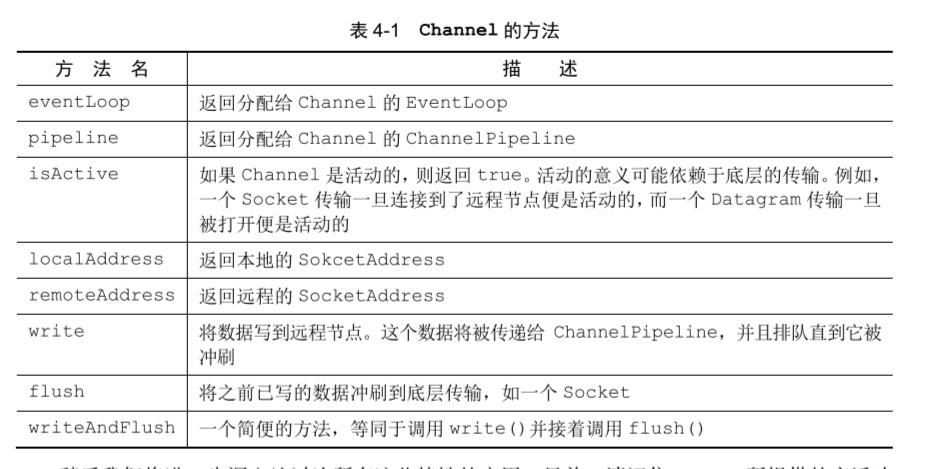 表 4-1 Channel 的方法
方 法 名 描 述
eventLoop 返回分配给 Channel 的 EventLoop
pipeline 返回分配给 Channel 的 ChannelPipeline
isActive 如果 Channel 是活动的，则返回 true。活动的意义可能依赖于底层的传输。例如，
一个 Socket 传输一旦连接到了远程节点便是活动的，而一个 Datagram 传输一旦
被打开便是活动的
localAddress 返回本地的 SokcetAddress
remoteAddress 返回远程的 SocketAddress
write 将数据写到远程节点。这个数据将被传递给 ChannelPipeline，并且排队直到它被
冲刷
flush 将之前已写的数据冲刷到底层传输，如一个 Socket
writeAndFlush 一个简便的方法，等同于调用 write()并接着调用 flush()